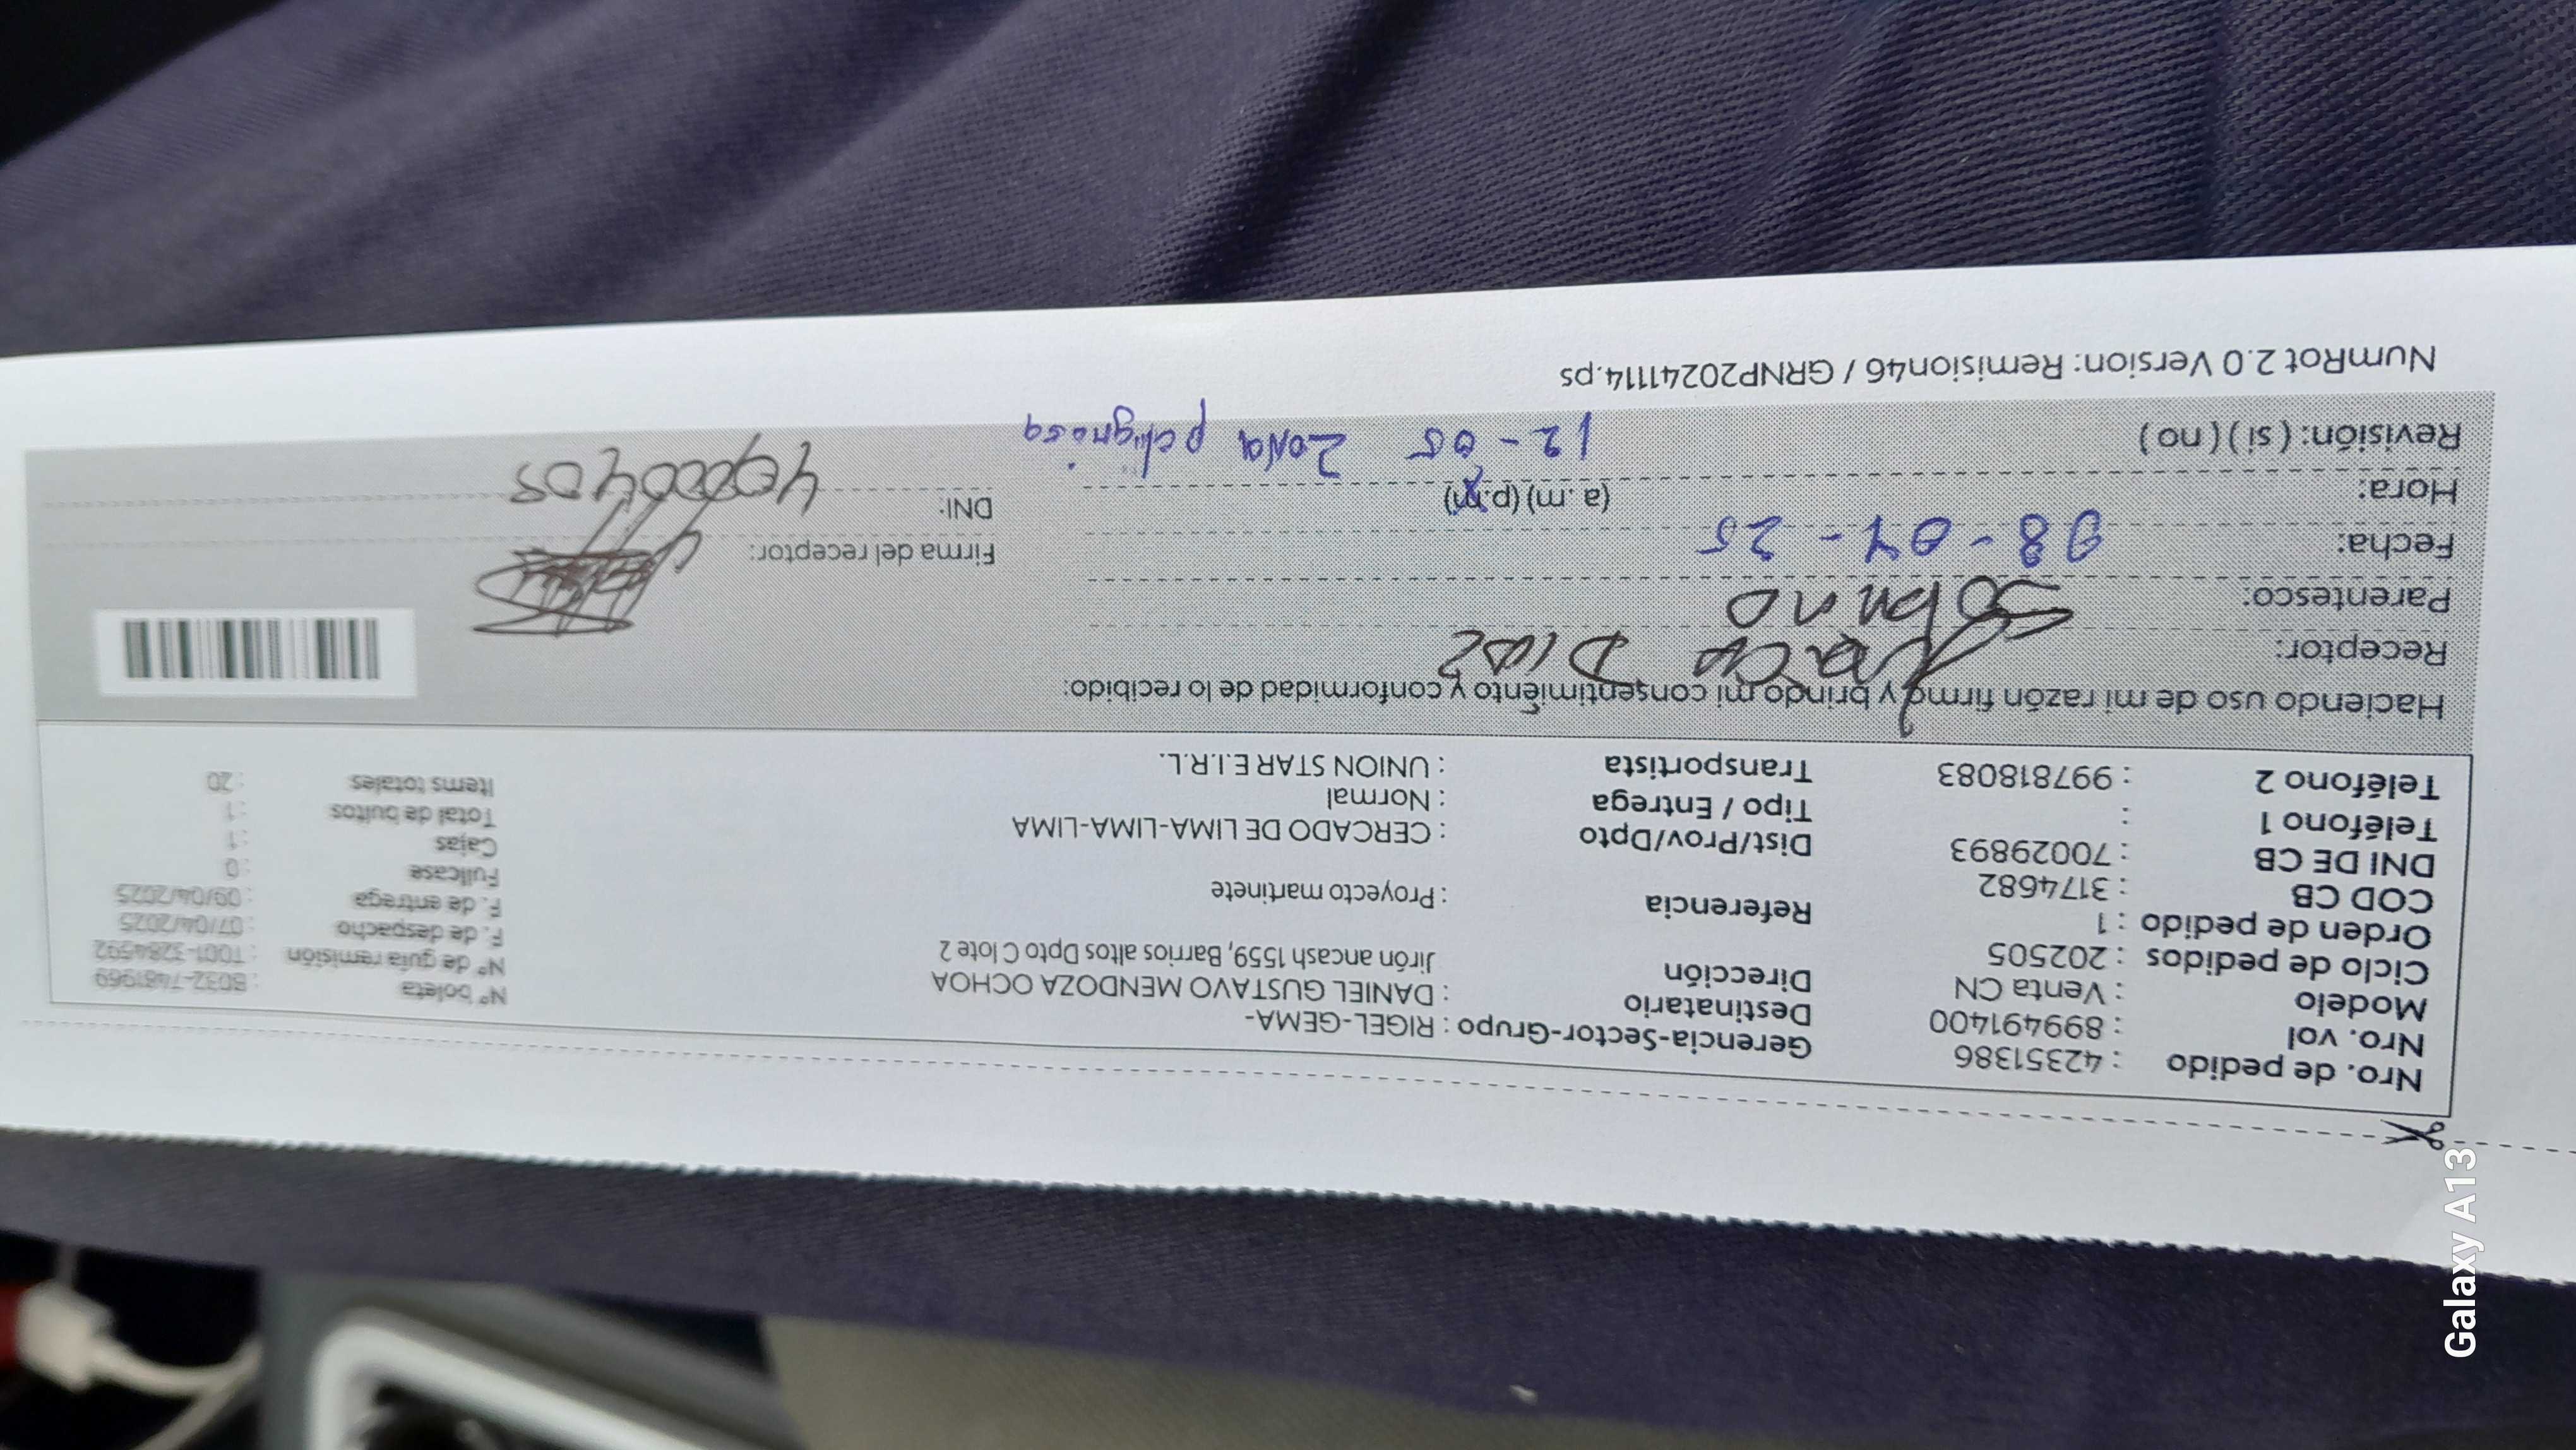 Nro. de pedido : 42351386
Nro. vol : 899491400
Modelo : Venta CN
Ciclo de pedidos : 202505
Orden de pedido : 1
COD CB : 3174682
DNI DE CB : 70029893
Teléfono 1 :
Teléfono 2 : 997818083
Gerencia-Sector-Grupo : RIGEL-GEMA-
Destinatario : DANIEL GUSTAVO MENDOZA OCHOA
Dirección Jirón ancash 1559, Barrios altos Dpto C lote 2
Referencia : Proyecto martinete
Dist/Prov/Dpto : CERCADO DE LIMA-LIMA-LIMA
Tipo / Entrega : Normal
Transportista : UNION STAR E.I.R.L.
N° boleta : B032-7481969
N° de guía remisión : T001-3284592
F. de despacho : 07/04/2025
F. de entrega : 09/04/2025
Fullcase : 0
Cajas : 1
Total de bultos : 1
Items totales : 20
Haciendo uso de mi razón firmo y brindo mi consentimiento y conformidad de lo recibido:
Receptor: Diaz
Parentesco:
Fecha: 08-04-25
Hora: (a. m) (p.m)
Revisión: ( si ) ( no ) 12-05 Zona peligrosa
Firma del receptor:
DNI:
NumRot 2.0 Version: Remision46 / GRNP20241114.ps
Galaxy A13